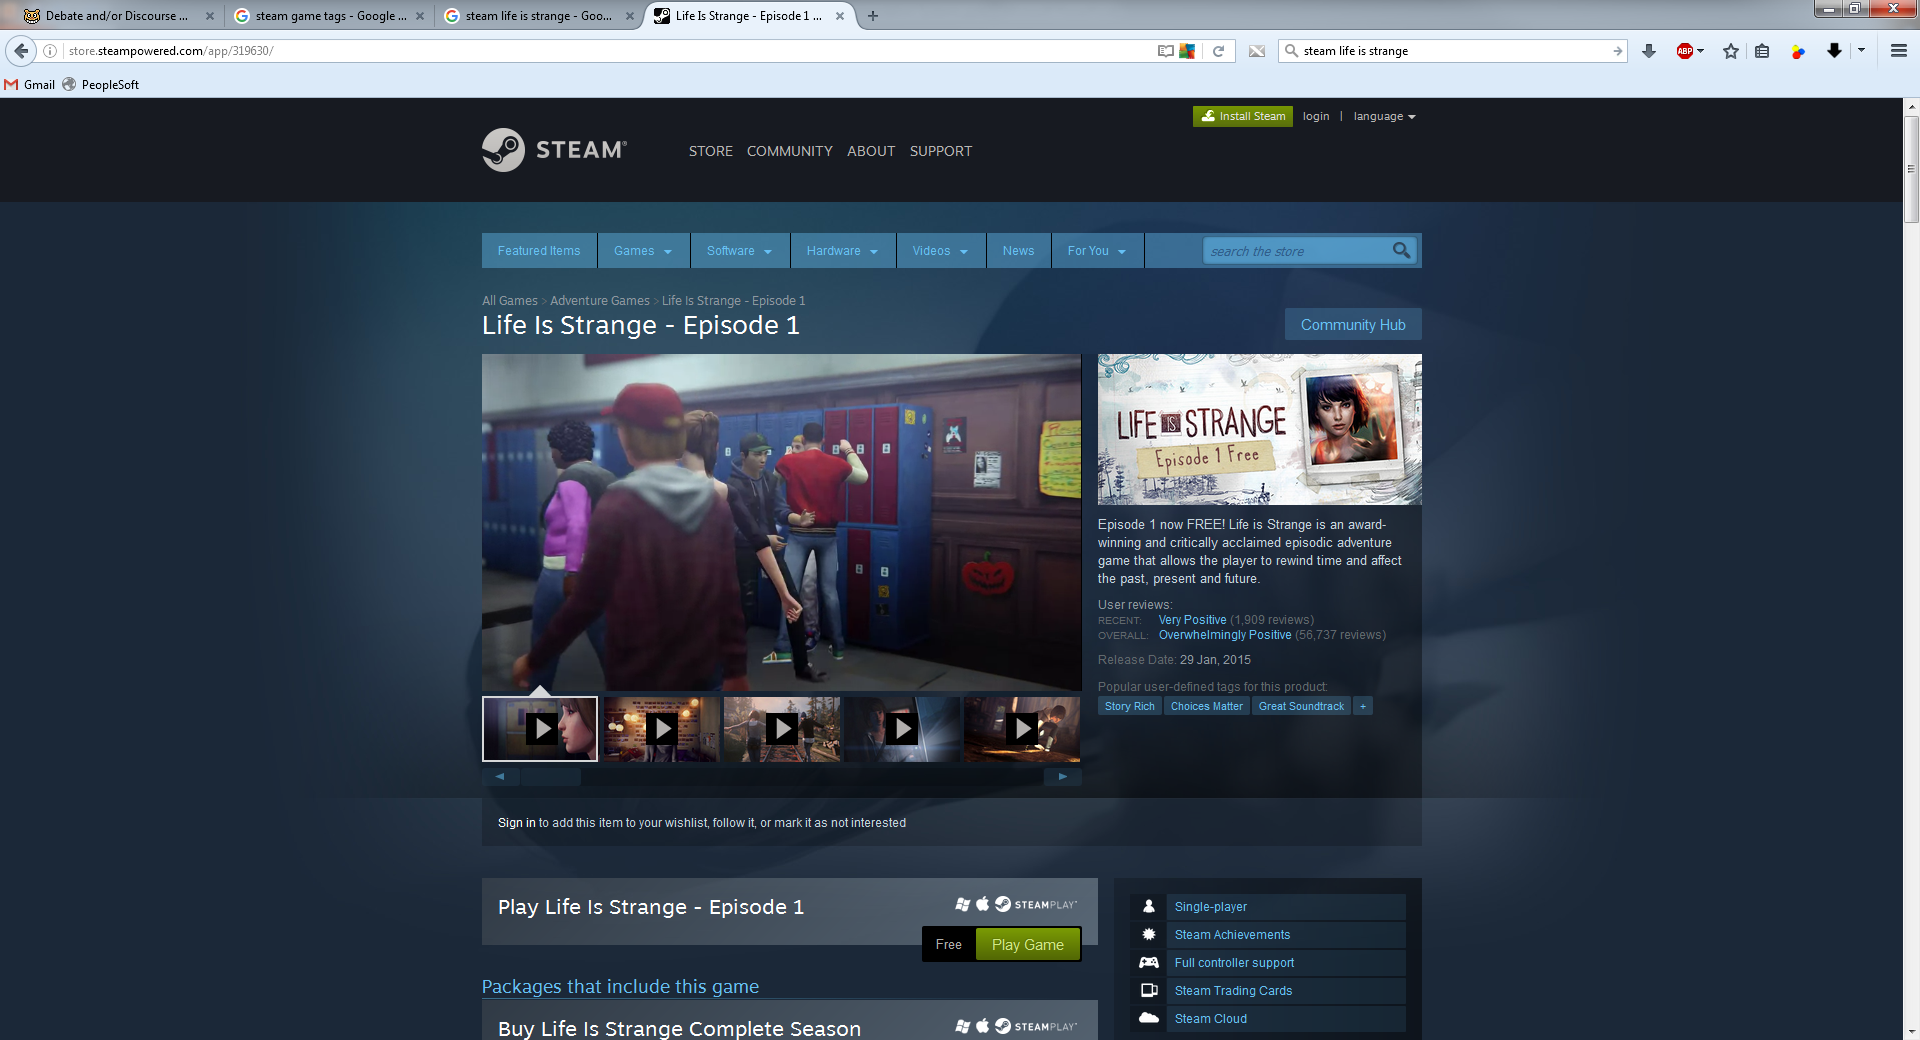 Debate and/or Discourse ...
steam game tags - Google ...
steam life is strange - Goo...
Life Is Strange - Episode 1 ...
store.steampowered.com/app/319630/
steam life is strange
ABP
Gmail
PeopleSoft
Install Steam
login | language
STEAM®
STORE COMMUNITY ABOUT SUPPORT
Featured Items
Games
Software
Hardware
Videos
News
For You
search the store
All Games > Adventure Games > Life Is Strange - Episode 1
Life Is Strange - Episode 1
Community Hub
LIFE IS STRANGE
Episode 1 Free
Episode 1 now FREE! Life is Strange is an award-
winning and critically acclaimed episodic adventure
game that allows the player to rewind time and affect
the past, present and future.
User reviews:
RECENT: Very Positive (1,909 reviews)
OVERALL: Overwhelmingly Positive (56,737 reviews)
Release Date: 29 Jan, 2015
Popular user-defined tags for this product:
Story Rich Choices Matter Great Soundtrack +
Sign in to add this item to your wishlist, follow it, or mark it as not interested
Play Life Is Strange - Episode 1
STEAMPLAY
Free
Play Game
Packages that include this game
Buy Life Is Strange Complete Season
STEAMPLAY
Single-player
Steam Achievements
Full controller support
Steam Trading Cards
Steam Cloud